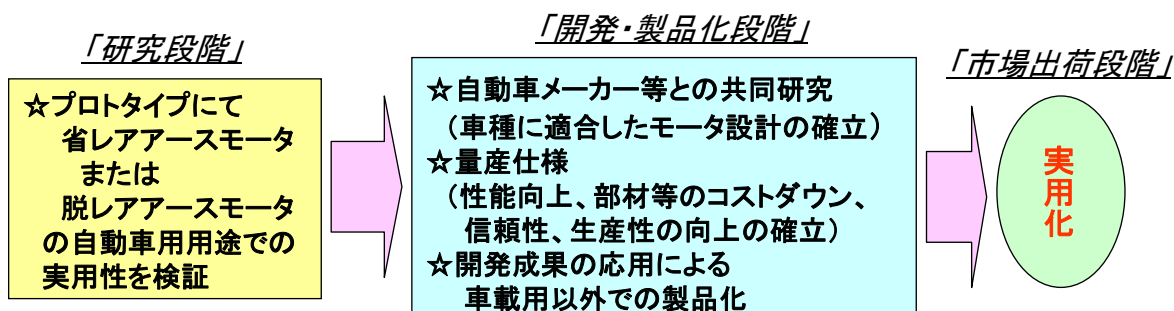 「研究段階」
☆プロトタイプにて
省レアアースモータ
または
脱レアアースモータ
の自動車用用途での
実用性を検証
「開発・製品化段階」
☆自動車メーカー等との共同研究
(車種に適合したモータ設計の確立)
☆量産仕様
(性能向上、部材等のコストダウン、
信頼性、生産性の向上の確立)
☆開発成果の応用による
車載用以外での製品化
「市場出荷段階」
実用化